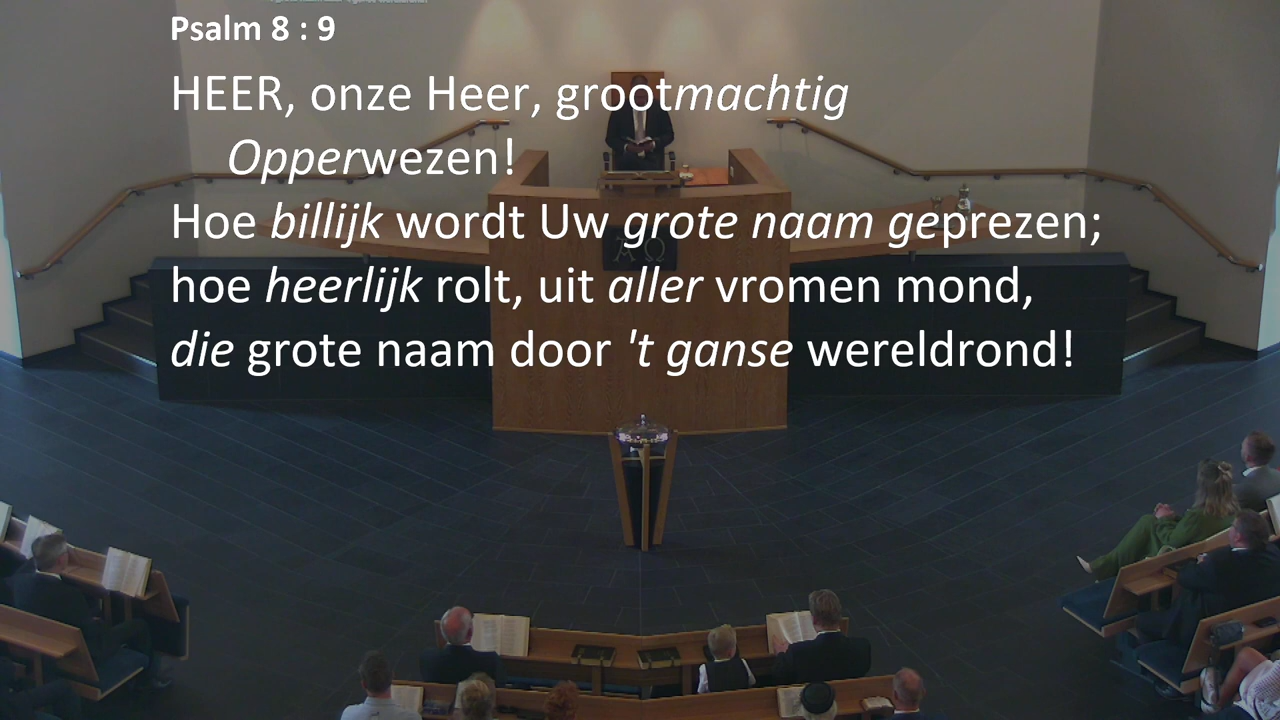 Psalm 8 : 9
HEER, onze Heer, grootmachtig
Opperwezen!
Hoe billijk wordt Uw grote naam geprezen;
hoe heerlijk rolt, uit aller vromen mond,
die grote naam door 't ganse wereldrond!
Α Ω